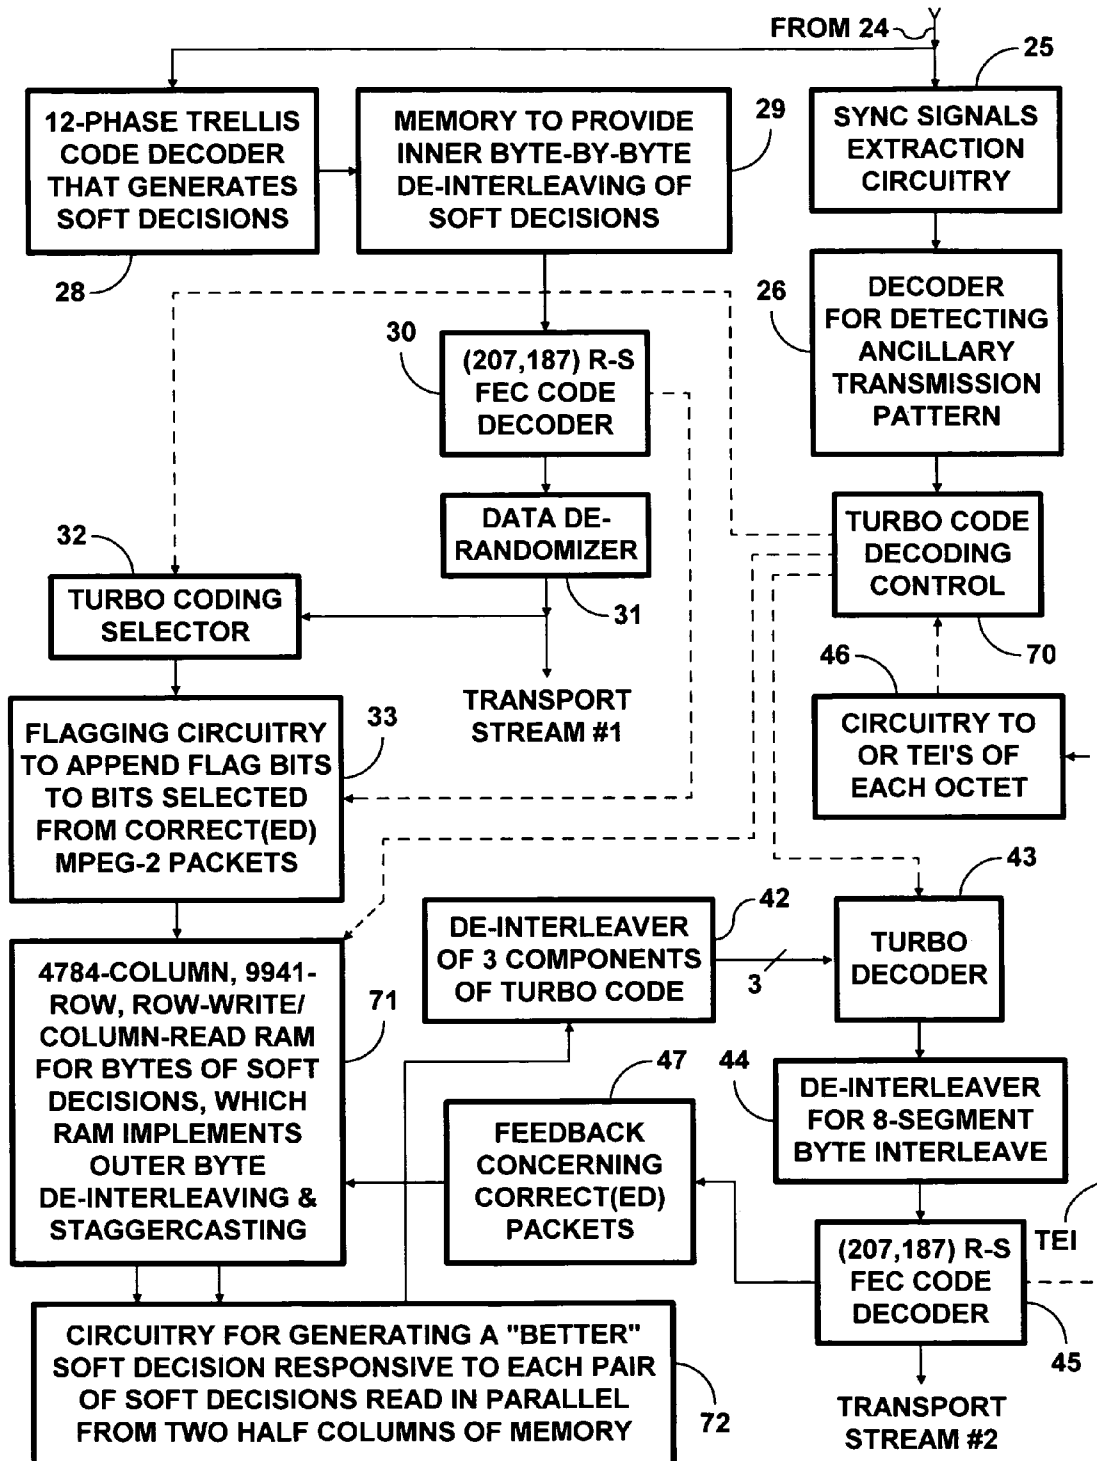 FROM 24
25
12-PHASE TRELLIS
CODE DECODER
THAT GENERATES
SOFT DECISIONS
28
MEMORY TO PROVIDE
INNER BYTE-BY-BYTE
DE-INTERLEAVING OF
SOFT DECISIONS
29
SYNC SIGNALS
EXTRACTION
CIRCUITRY
26
DECODER
FOR DETECTING
ANCILLARY
TRANSMISSION
PATTERN
30
(207,187) R-S
FEC CODE
DECODER
DATA DE-
RANDOMIZER
31
TURBO CODE
DECODING
CONTROL
70
32
TURBO CODING
SELECTOR
TRANSPORT
STREAM #1
46
CIRCUITRY TO
OR TEI'S OF
EACH OCTET
FLAGGING CIRCUITRY
TO APPEND FLAG BITS
TO BITS SELECTED
FROM CORRECT(ED)
MPEG-2 PACKETS
33
42
DE-INTERLEAVER
OF 3 COMPONENTS
OF TURBO CODE
3
43
TURBO
DECODER
4784-COLUMN, 9941-
ROW, ROW-WRITE/
COLUMN-READ RAM
FOR BYTES OF SOFT
DECISIONS, WHICH
RAM IMPLEMENTS
OUTER BYTE
DE-INTERLEAVING &
STAGGERCASTING
71
47
FEEDBACK
CONCERNING
CORRECT(ED)
PACKETS
44
DE-INTERLEAVER
FOR 8-SEGMENT
BYTE INTERLEAVE
(207,187) R-S
FEC CODE
DECODER
TEI
45
CIRCUITRY FOR GENERATING A "BETTER"
SOFT DECISION RESPONSIVE TO EACH PAIR
OF SOFT DECISIONS READ IN PARALLEL
FROM TWO HALF COLUMNS OF MEMORY
72
TRANSPORT
STREAM #2